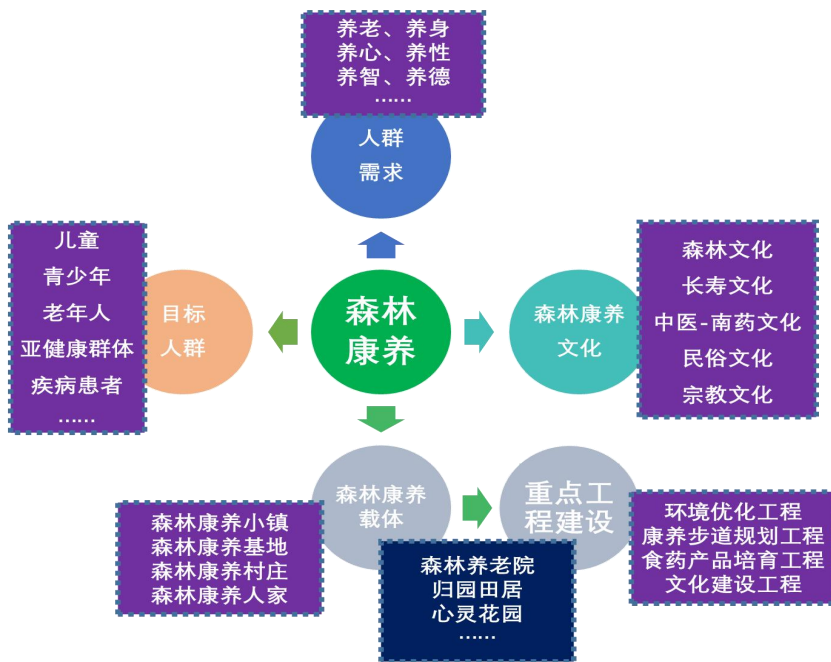 养老、养身
养心、养性
养智、养德
……
人群
需求
儿童
青少年
老年人
亚健康群体
疾病患者
……
目标
人群
森林
康养
森林康养
文化
森林文化
长寿文化
中医-南药文化
民俗文化
宗教文化
森林康养
载体
重点工
程建设
森林康养小镇
森林康养基地
森林康养村庄
森林康养人家
森林养老院
归园田居
心灵花园
……
环境优化工程
康养步道规划工程
食药产品培育工程
文化建设工程